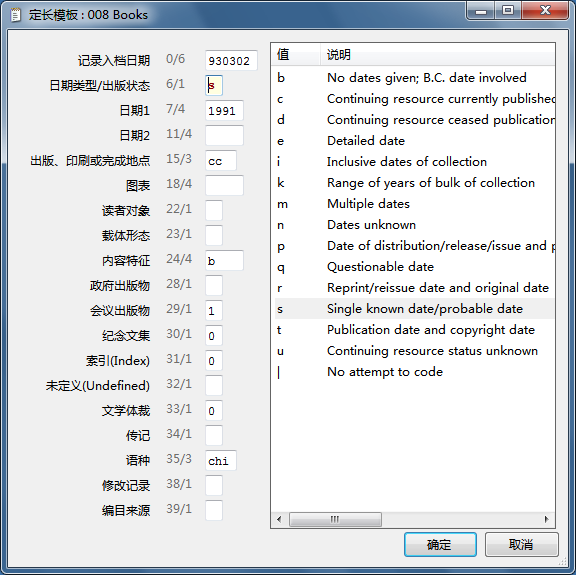 定长模板 : 008 Books
记录入档日期 0/6 930302
日期类型/出版状态 6/1 s
日期1 7/4 1991
日期2 11/4
出版、印刷或完成地点 15/3 cc
图表 18/4
读者对象 22/1
载体形态 23/1
内容特征 24/4 b
政府出版物 28/1
会议出版物 29/1 1
纪念文集 30/1 0
索引(Index) 31/1 0
未定义(Undefined) 32/1
文学体裁 33/1 0
传记 34/1
语种 35/3 chi
修改记录 38/1
编目来源 39/1
值 说明
b No dates given; B.C. date involved
c Continuing resource currently published
d Continuing resource ceased publication
e Detailed date
i Inclusive dates of collection
k Range of years of bulk of collection
m Multiple dates
n Dates unknown
p Date of distribution/release/issue and p
q Questionable date
r Reprint/reissue date and original date
s Single known date/probable date
t Publication date and copyright date
u Continuing resource status unknown
| No attempt to code
确定 取消